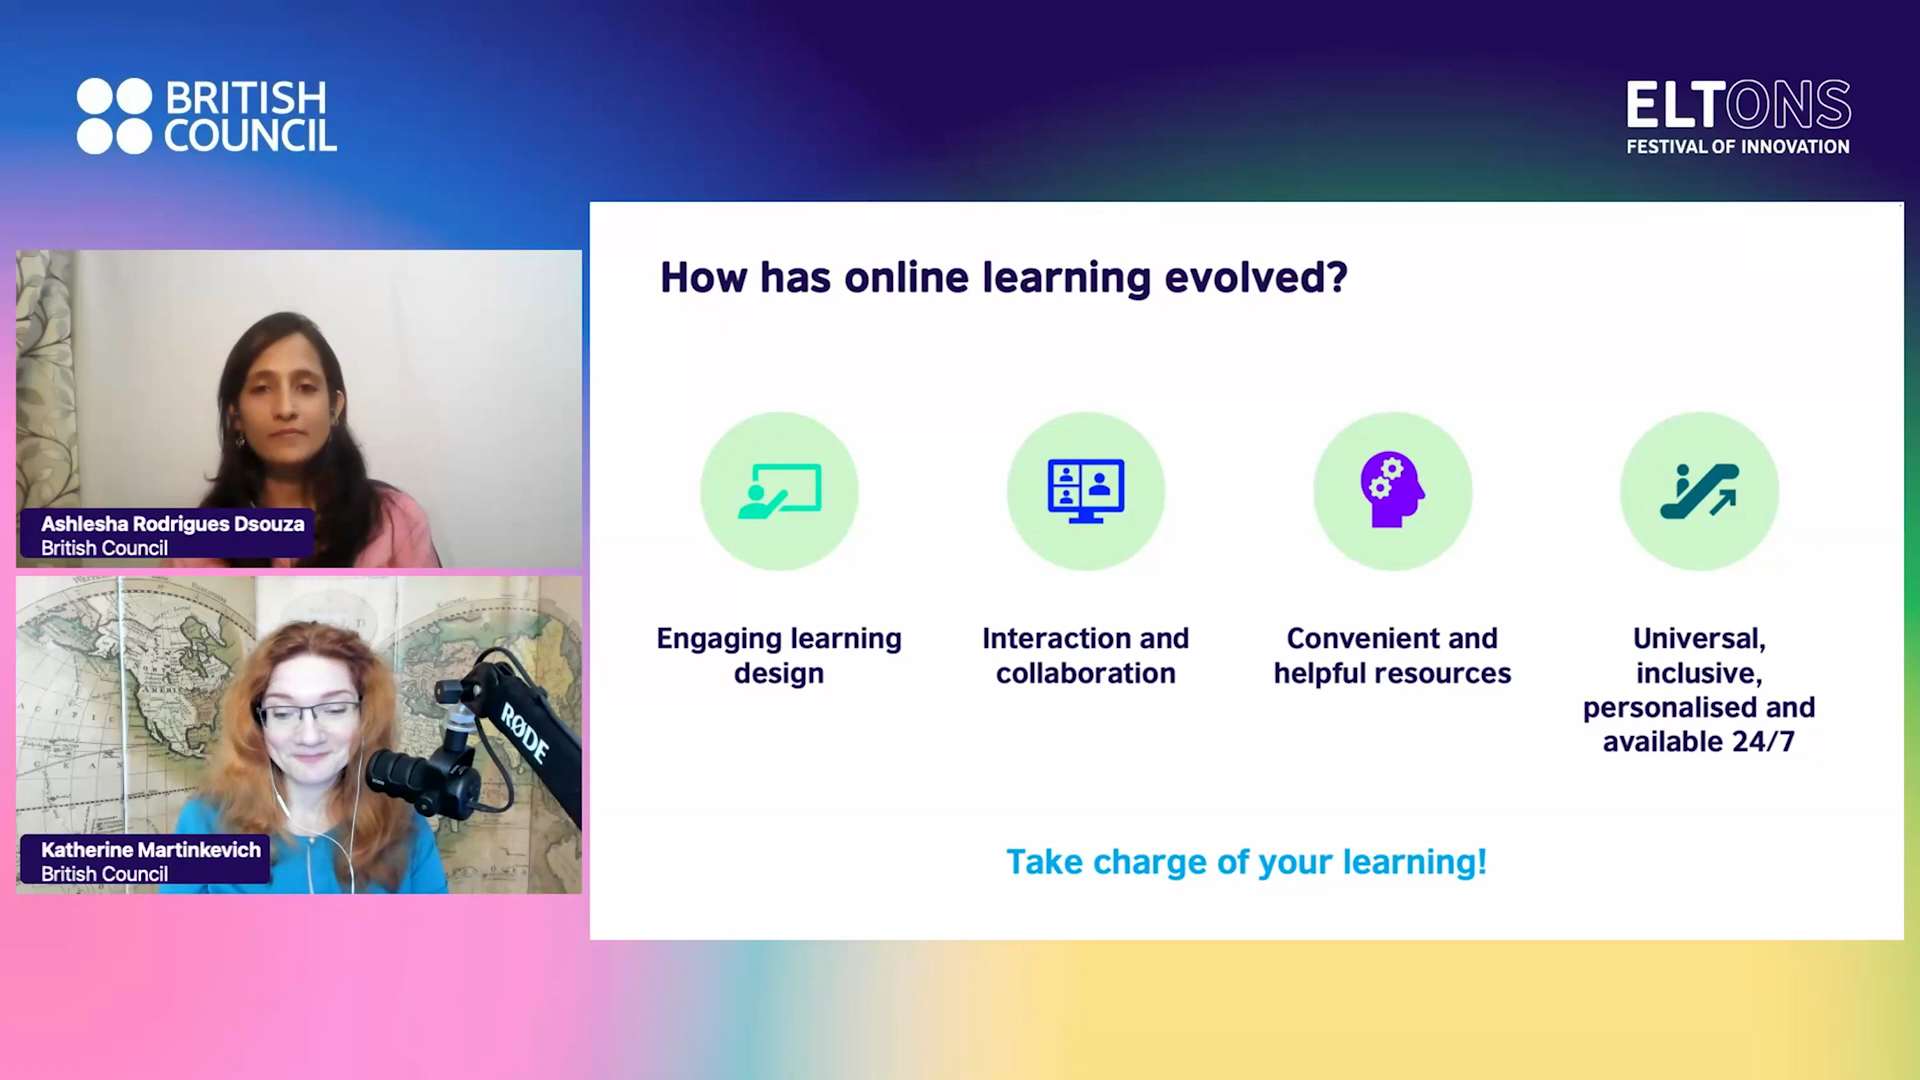 BRITISH
COUNCIL
ELTONS
FESTIVAL OF INNOVATION
How has online learning evolved?
Engaging learning
design
Interaction and
collaboration
Convenient and
helpful resources
Universal,
inclusive,
personalised and
available 24/7
Take charge of your learning!
Ashlesha Rodrigues Dsouza
British Council
RØDE
Katherine Martinkevich
British Council